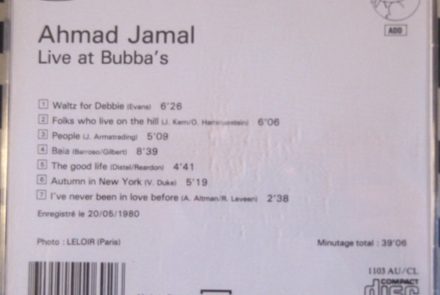 ADD
Ahmad Jamal
Live at Bubba's
1 Waltz for Debbie (Evans) 6'26
2 Folks who live on the hill (J. Kern/O. Hammerstein) 6'06
3 People (J. Armatrading) 5'09
4 Baia (Barroso/Gilbert) 8'39
5 The good life (Distel/Reardon) 4'41
6 Autumn in New York (V. Duke) 5'19
7 I've never been in love before (A. Altman/R. Leveen) 2'38
Enregistré le 20/05/1980
Photo : LELOIR (Paris) Minutage total : 39'06
1103 AU/CL
COMPACT
disc